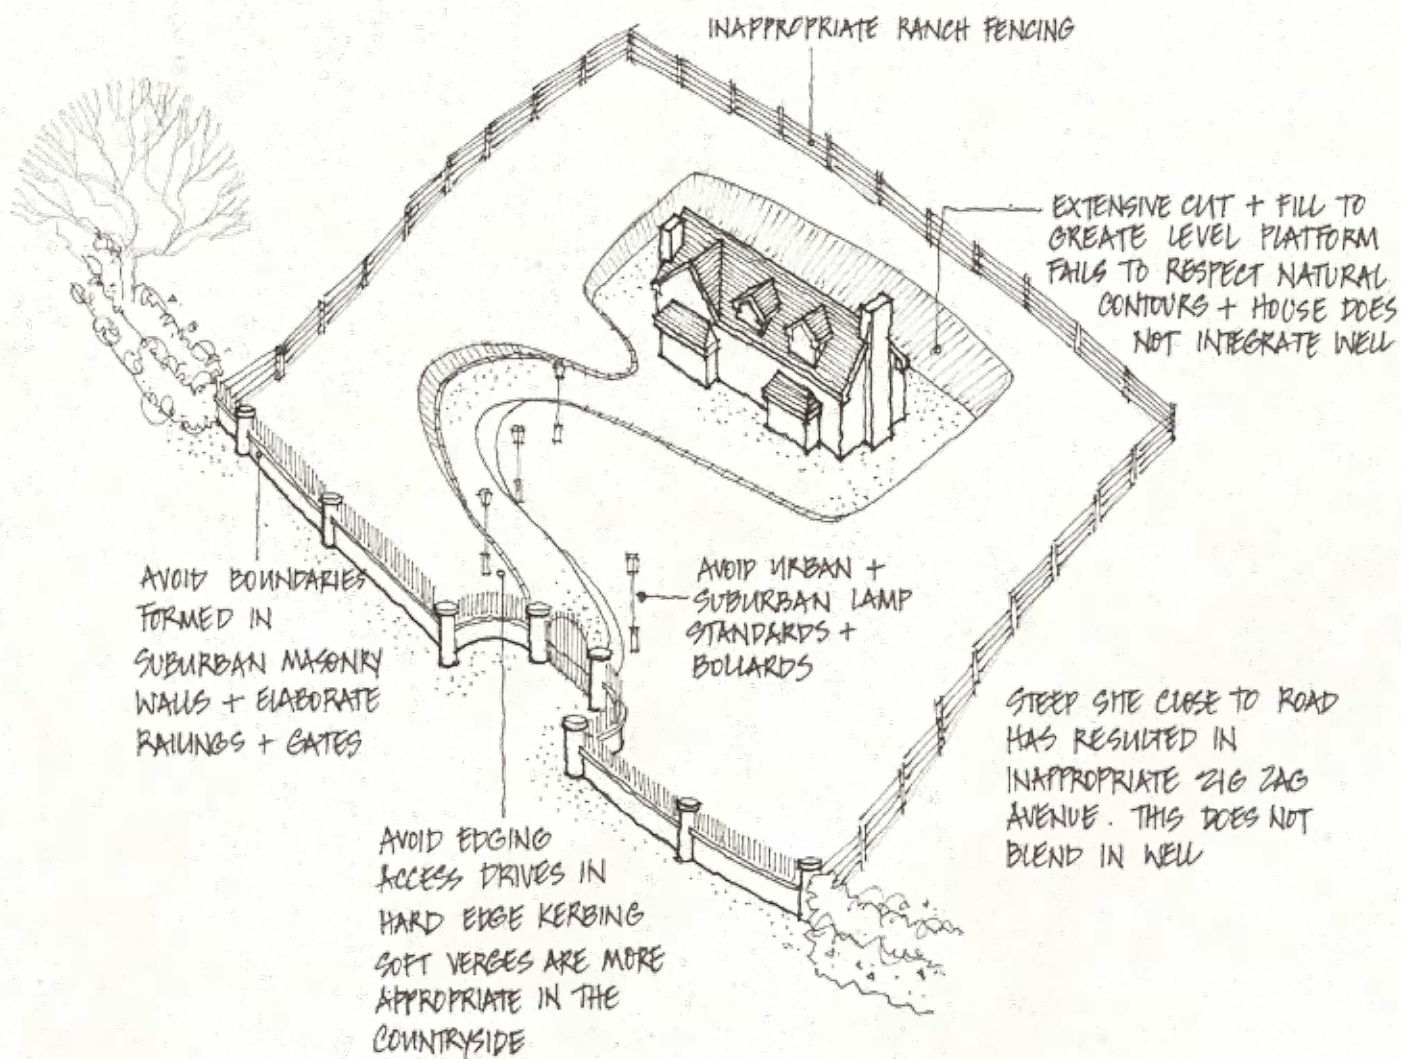 INAPPROPRIATE RANCH FENCING
EXTENSIVE CUT + FILL TO
CREATE LEVEL PLATFORM
FAILS TO RESPECT NATURAL
CONTOURS + HOUSE DOES
NOT INTEGRATE WELL
AVOID BOUNDARIES
FORMED IN
SUBURBAN MASONRY
WALLS + ELABORATE
RAILINGS + GATES
AVOID URBAN +
SUBURBAN LAMP
STANDARDS +
BOLLARDS
STEEP SITE CLOSE TO ROAD
HAS RESULTED IN
INAPPROPRIATE ZIG ZAG
AVENUE. THIS DOES NOT
BLEND IN WELL
AVOID EDGING
ACCESS DRIVES IN
HARD EDGE KERBING
SOFT VERGES ARE MORE
APPROPRIATE IN THE
COUNTRYSIDE